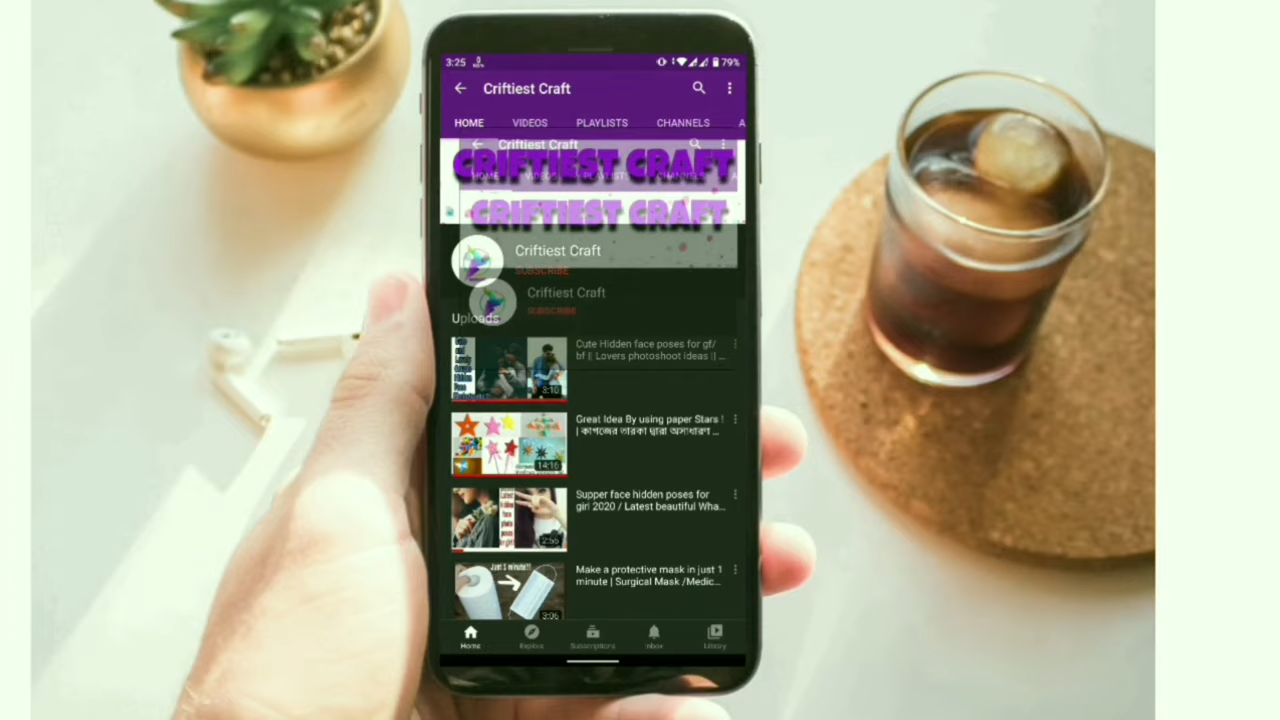 3:25
79%
Criftiest Craft
HOME VIDEOS PLAYLISTS CHANNELS A
Criftiest Craft
CRIFTIEST CRAFT
CRIFTIEST CRAFT
Criftiest Craft
SUBSCRIBE
Criftiest Craft
SUBSCRIBE
Uploads
Cute Hidden face poses for gf/
bf || Lovers photoshoot ideas || ...
3:10
Great Idea By using paper Stars !
| কাগজের তারকা দ্বারা অসাধারণ ...
14:16
Supper face hidden poses for
girl 2020 / Latest beautiful Wha...
2:56
Make a protective mask in just 1
minute | Surgical Mask /Medic...
Just 1 minute!!!
3:06
Home Explore Subscriptions Inbox Library